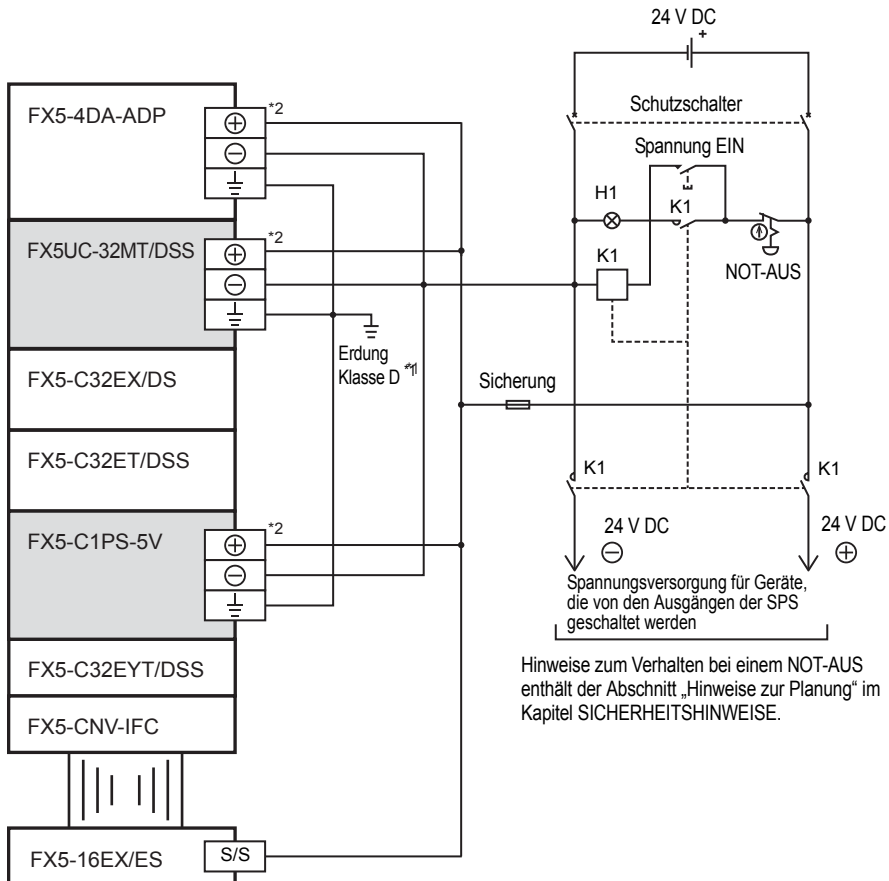 24 V DC
+
Schutzschalter
Spannung EIN
H1
K1
K1
NOT-AUS
FX5-4DA-ADP
*2
FX5UC-32MT/DSS
*2
Erdung
Klasse D *1
Sicherung
FX5-C32EX/DS
FX5-C32ET/DSS
K1
K1
FX5-C1PS-5V
*2
24 V DC
24 V DC
Spannungsversorgung für Geräte,
die von den Ausgängen der SPS
geschaltet werden
FX5-C32EYT/DSS
FX5-CNV-IFC
Hinweise zum Verhalten bei einem NOT-AUS
enthält der Abschnitt „Hinweise zur Planung“ im
Kapitel SICHERHEITSHINWEISE.
FX5-16EX/ES
S/S